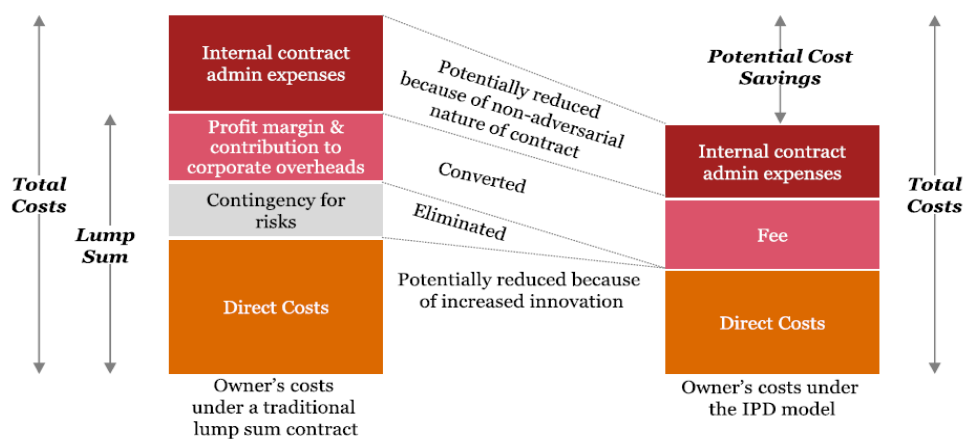 Total
Costs
Lump
Sum
Internal contract
admin expenses
Profit margin &
contribution to
corporate overheads
Contingency for
risks
Direct Costs
Owner's costs
under a traditional
lump sum contract
Potentially reduced
because of non-adversarial
nature of contract
Converted
Eliminated
Potentially reduced because
of increased innovation
Potential Cost
Savings
Internal contract
admin expenses
Fee
Direct Costs
Owner's costs under
the IPD model
Total
Costs